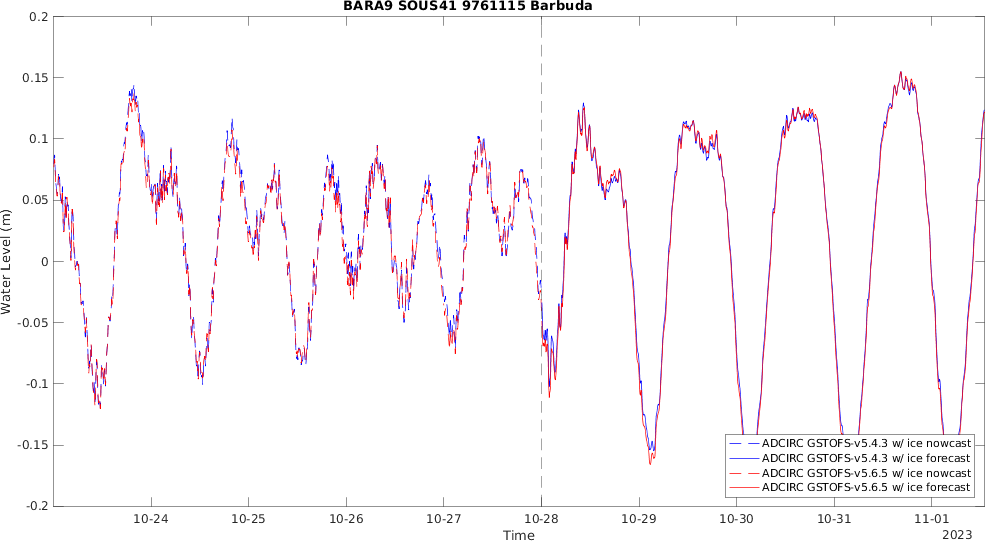 BARA9 SOUS41 9761115 Barbuda
Water Level (m)
0.2
0.15
0.1
0.05
0
-0.05
-0.1
-0.15
-0.2
ADCIRC GSTOFS-v5.4.3 w/ ice nowcast
ADCIRC GSTOFS-v5.4.3 w/ ice forecast
ADCIRC GSTOFS-v5.6.5 w/ ice nowcast
ADCIRC GSTOFS-v5.6.5 w/ ice forecast
10-24 10-25 10-26 10-27 10-28 10-29 10-30 10-31 11-01
Time
2023